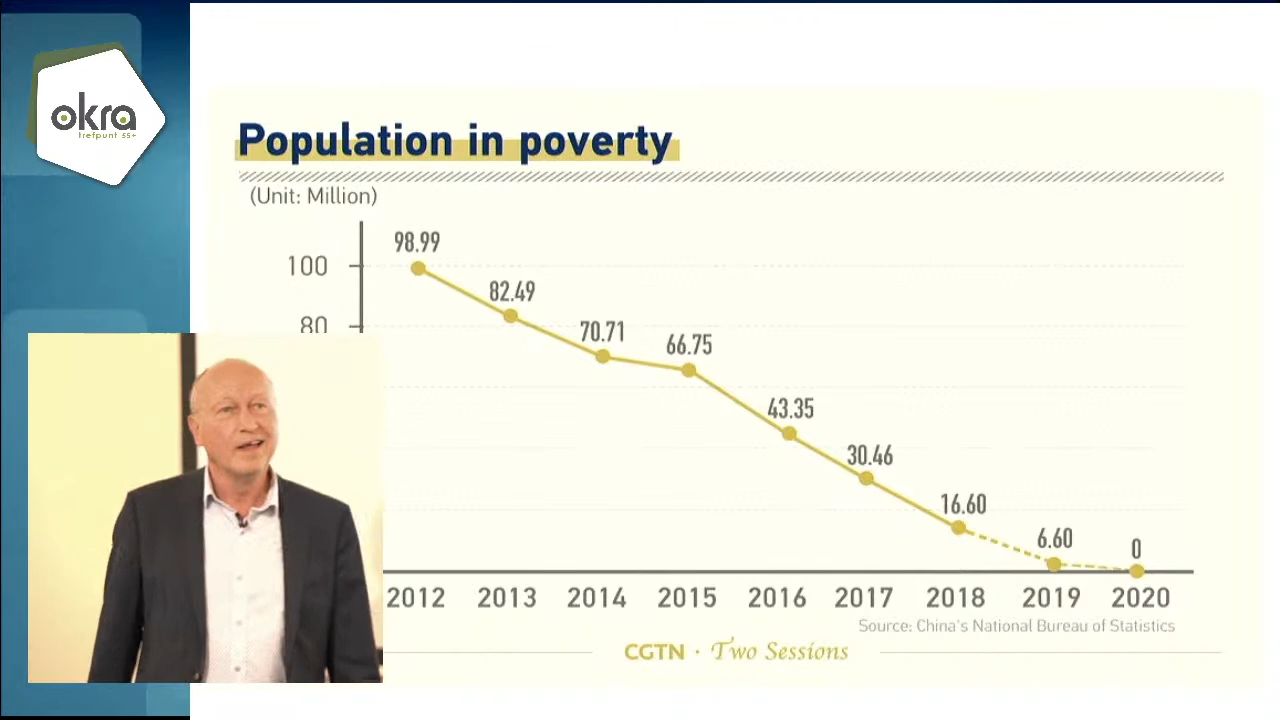 okra
trefpunt 55+
Population in poverty
(Unit: Million)
98.99
100
82.49
80
70.71
66.75
43.35
30.46
16.60
6.60
0
2012 2013 2014 2015 2016 2017 2018 2019 2020
Source: China's National Bureau of Statistics
CGTN · Two Sessions